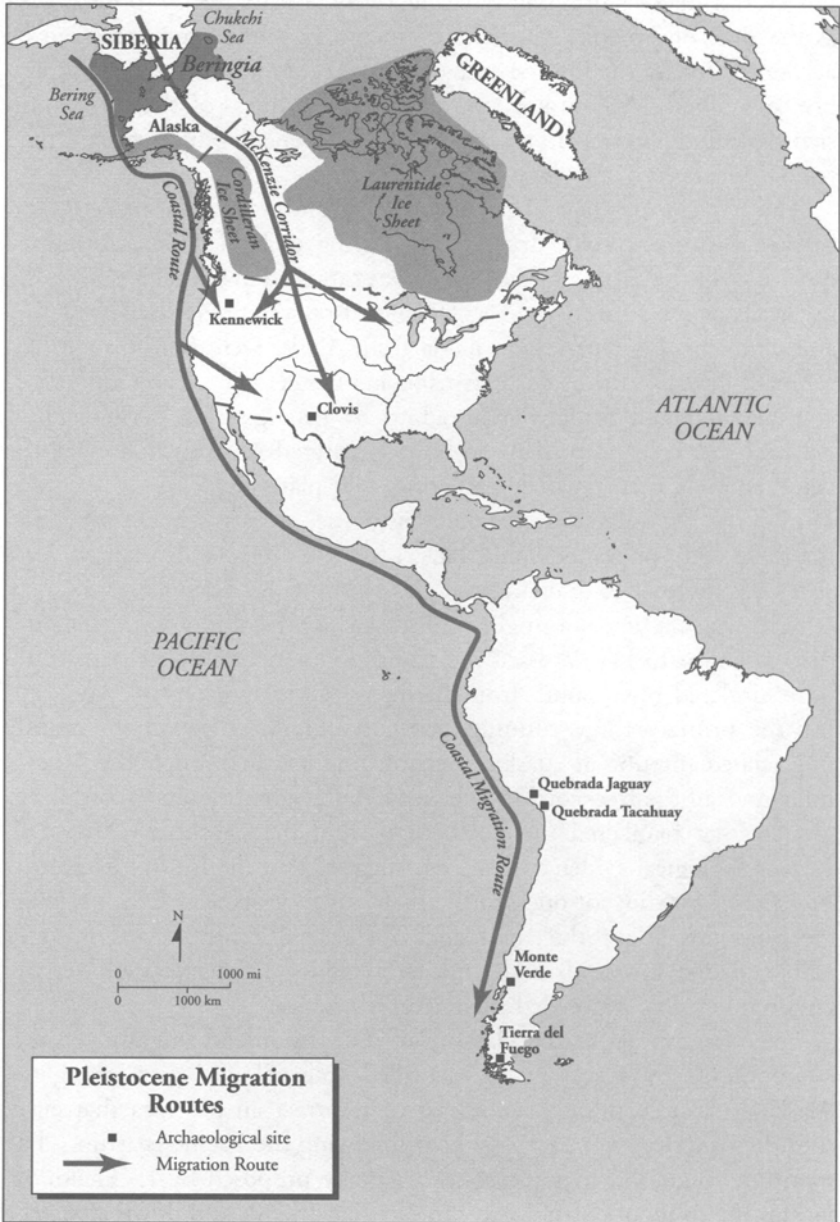 Chukchi
Sea
SIBERIA
Beringia
Bering
Sea
Alaska
GREENLAND
McKenzie Corridor
Cordilleran
Ice Sheet
Laurentide
Ice
Sheet
Coastal Route
Kennewick
Clovis
ATLANTIC
OCEAN
PACIFIC
OCEAN
Coastal Migration Route
Quebrada Jaguay
Quebrada Tacahuay
N
0 1000 mi
0 1000 km
Monte
Verde
Tierra del
Fuego
Pleistocene Migration
Routes
Archaeological site
Migration Route